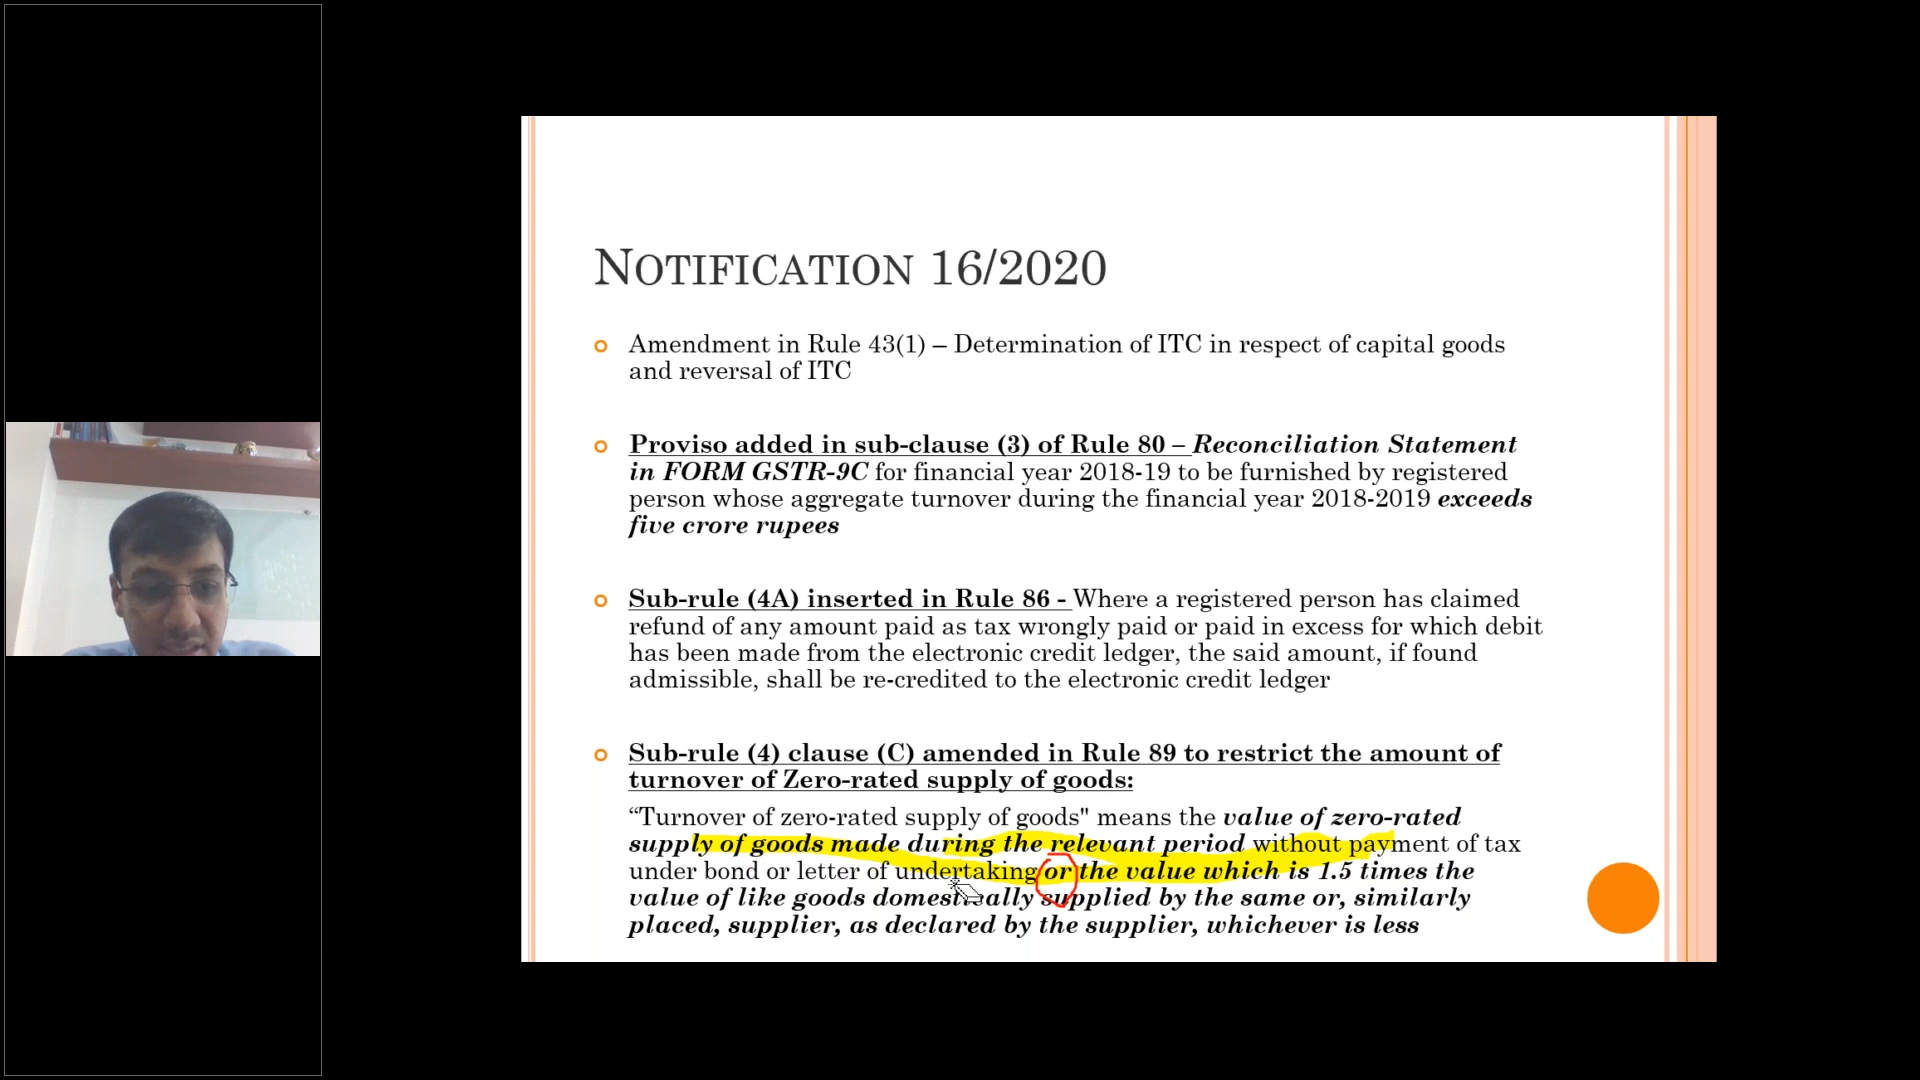 NOTIFICATION 16/2020
Amendment in Rule 43(1) – Determination of ITC in respect of capital goods
and reversal of ITC
Proviso added in sub-clause (3) of Rule 80 – Reconciliation Statement
in FORM GSTR-9C for financial year 2018-19 to be furnished by registered
person whose aggregate turnover during the financial year 2018-2019 exceeds
five crore rupees
Sub-rule (4A) inserted in Rule 86 - Where a registered person has claimed
refund of any amount paid as tax wrongly paid or paid in excess for which debit
has been made from the electronic credit ledger, the said amount, if found
admissible, shall be re-credited to the electronic credit ledger
Sub-rule (4) clause (C) amended in Rule 89 to restrict the amount of
turnover of Zero-rated supply of goods:
“Turnover of zero-rated supply of goods" means the value of zero-rated
supply of goods made during the relevant period without payment of tax
under bond or letter of undertaking or the value which is 1.5 times the
value of like goods domestically supplied by the same or, similarly
placed, supplier, as declared by the supplier, whichever is less